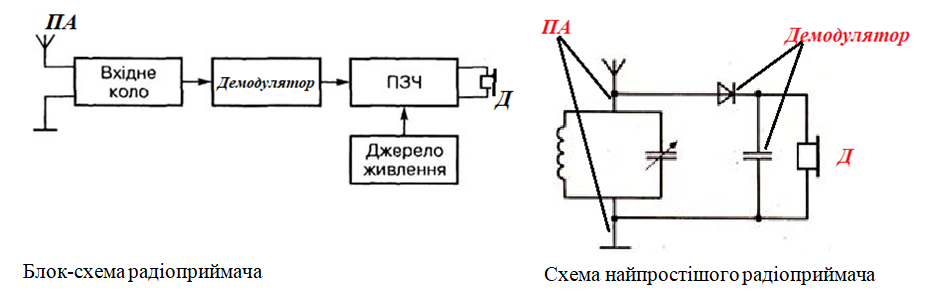 ПА
Вхідне
коло
Демодулятор
ПЗЧ
Д
Джерело
живлення
Блок-схема радіоприймача
ПА
Демодулятор
Д
Схема найпростішого радіоприймача